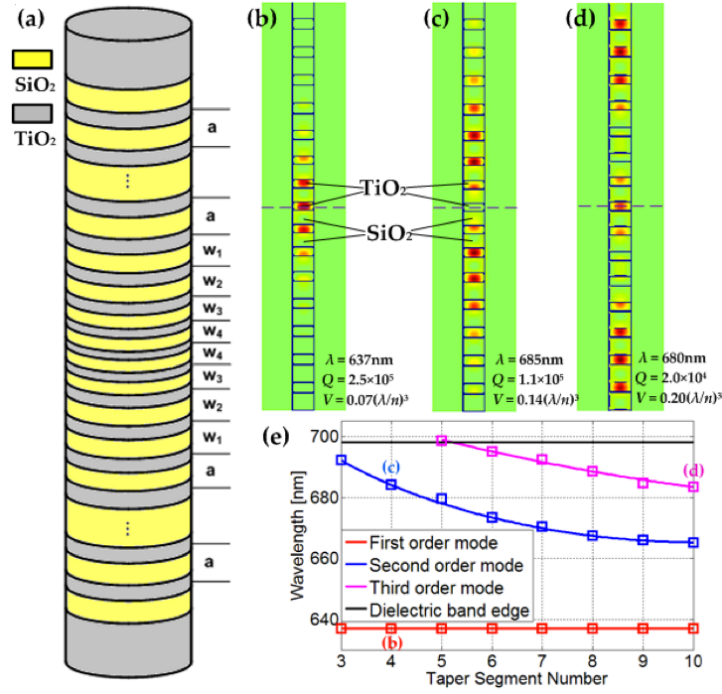 (a)
SiO₂
TiO₂
a
⋮
a
w₁
w₂
w₃
w₄
w₄
w₃
w₂
w₁
a
⋮
a
(b)
(c)
(d)
TiO₂
SiO₂
λ = 637nm
Q = 2.5×10⁵
V = 0.07(λ/n)³
λ = 685nm
Q = 1.1×10⁵
V = 0.14(λ/n)³
λ = 680nm
Q = 2.0×10⁴
V = 0.20(λ/n)³
(e)
700
680
660
640
Wavelength [nm]
(c)
(d)
First order mode
Second order mode
Third order mode
Dielectric band edge
(b)
3 4 5 6 7 8 9 10
Taper Segment Number